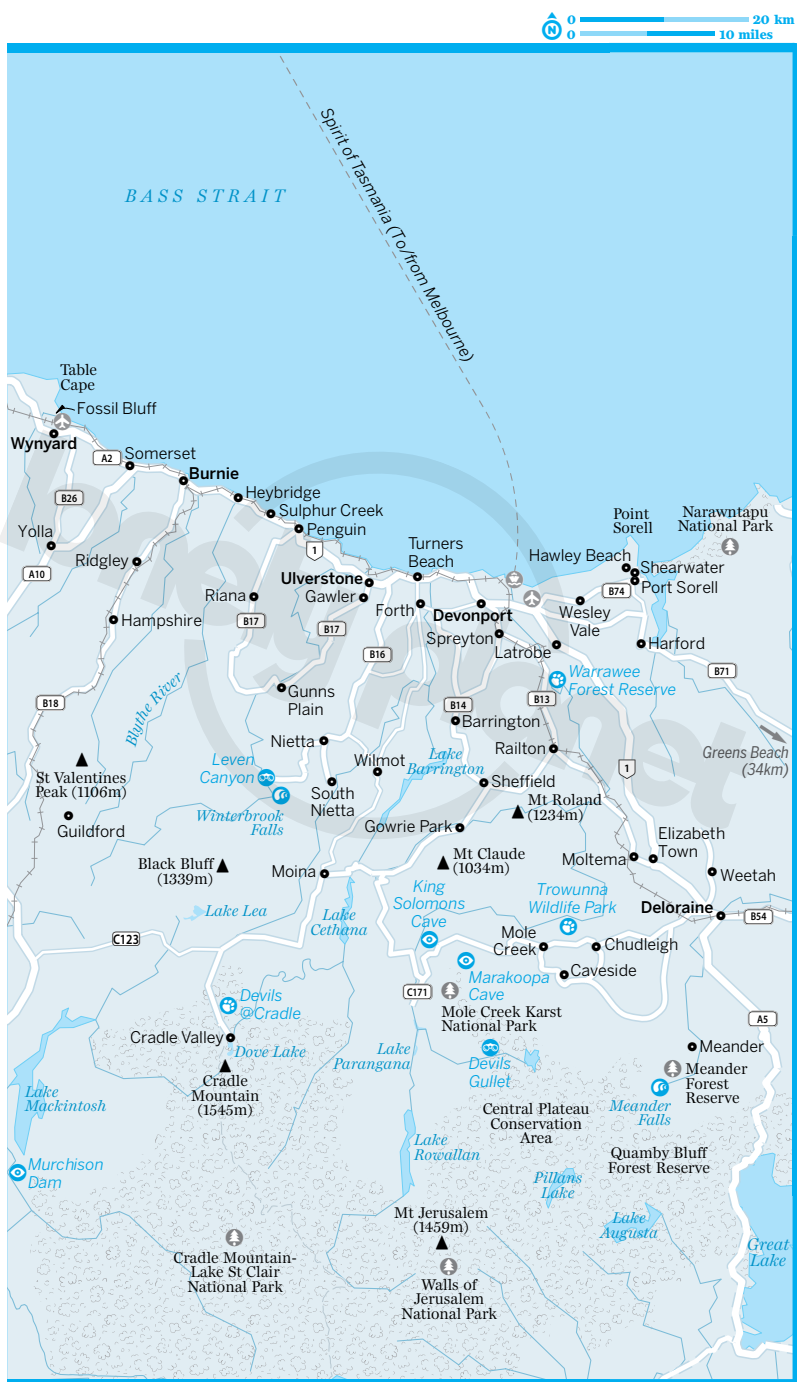 0
20 km
N
0
10 miles
BASS STRAIT
Spirit of Tasmania (To/from Melbourne)
Table
Cape
Fossil Bluff
Wynyard
A2
Somerset
Burnie
B26
Heybridge
Sulphur Creek
Penguin
Point
Sorell
Narawntapu
National Park
Yolla
Ridgley
1
Turners
Beach
Hawley Beach
Shearwater
Port Sorell
A10
Ulverstone
Gawler
B74
Riana
Forth
Devonport
Wesley
Vale
Hampshire
B17
B17
Spreyton
Latrobe
Harford
B16
Warrawee
Forest Reserve
B71
Blythe River
Gunns
Plain
B18
B14
B13
Barrington
Nietta
Railton
Greens Beach
(34km)
Leven
Canyon
Wilmot
Lake
Barrington
1
St Valentines
Peak (1106m)
South
Nietta
Sheffield
Winterbrook
Falls
Mt Roland
(1234m)
Guildford
Gowrie Park
Elizabeth
Town
Black Bluff
(1339m)
Moina
Mt Claude
(1034m)
Moltema
Weetah
King
Solomons
Cave
Trowunna
Wildlife Park
Deloraine
B54
Lake Lea
Lake
Cethana
C123
Mole
Creek
Chudleigh
Marakoopa
Cave
Caveside
C171
Devils
@Cradle
Mole Creek Karst
National Park
A5
Cradle Valley
Dove Lake
Lake
Parangana
Devils
Gullet
Meander
Cradle
Mountain
(1545m)
Meander
Forest
Reserve
Lake
Mackintosh
Meander
Falls
Central Plateau
Conservation
Area
Lake
Rowallan
Quamby Bluff
Forest Reserve
Murchison
Dam
Pillans
Lake
Mt Jerusalem
(1459m)
Lake
Augusta
Great
Lake
Cradle Mountain-
Lake St Clair
National Park
Walls of
Jerusalem
National Park
lonely planet